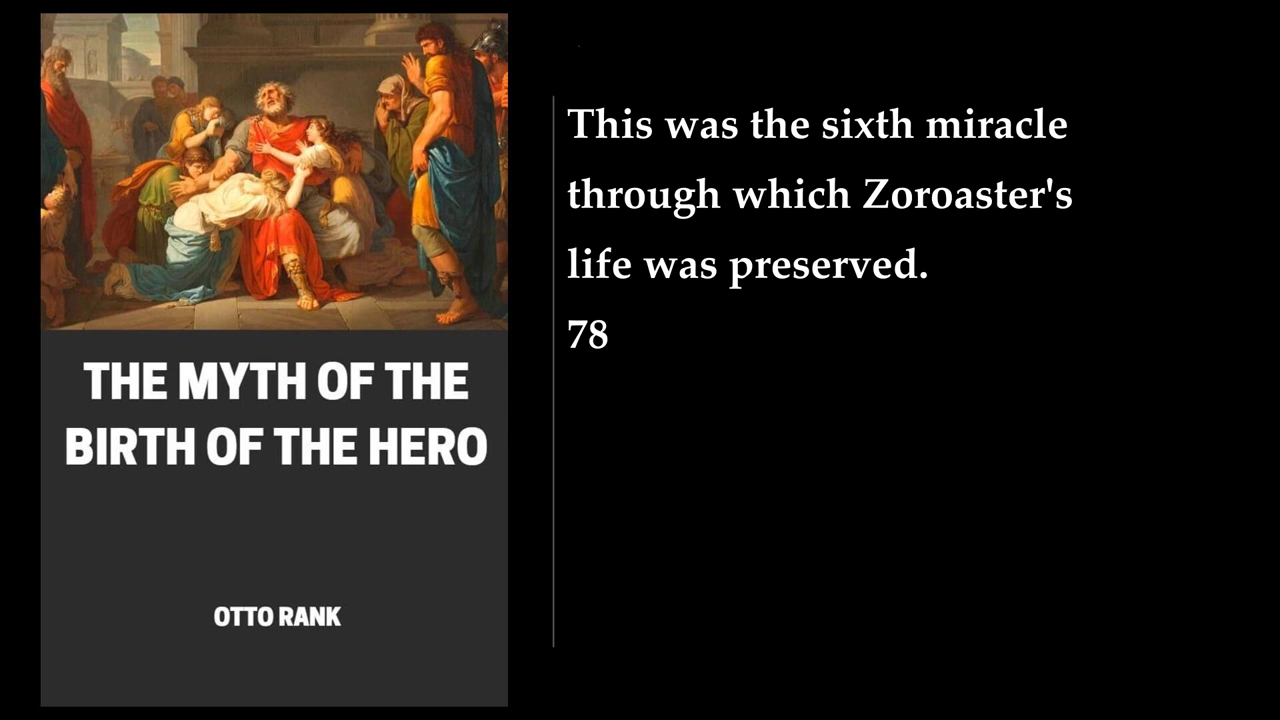 THE MYTH OF THE
BIRTH OF THE HERO
OTTO RANK
This was the sixth miracle
through which Zoroaster's
life was preserved.
78